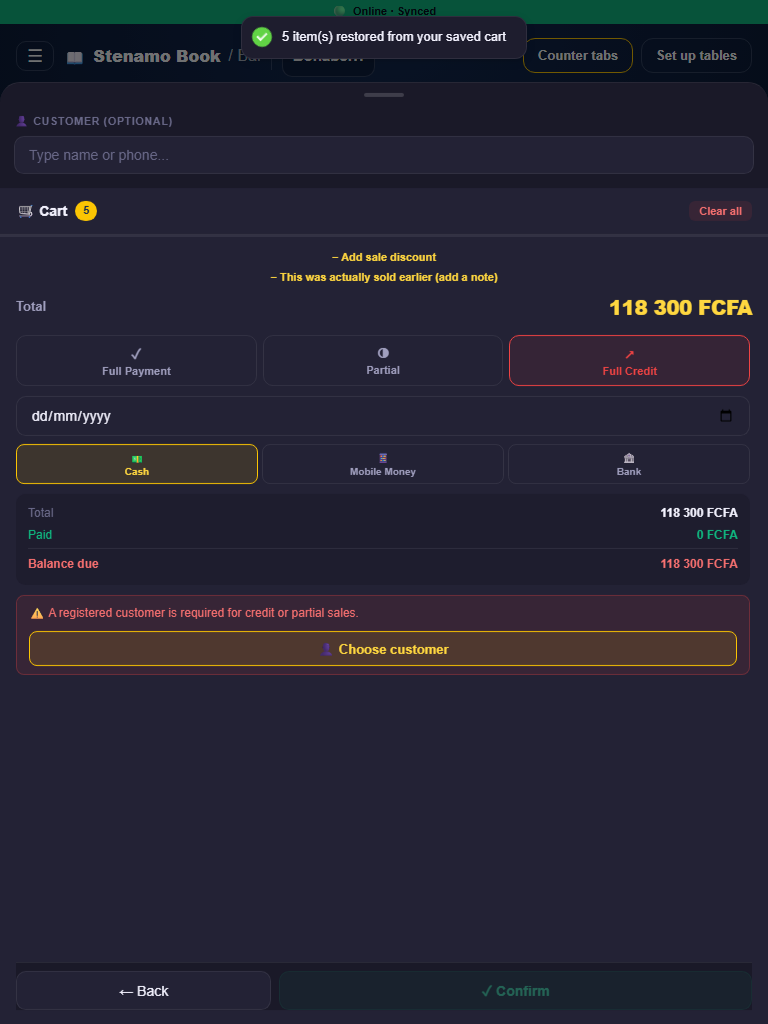 Online · Synced
5 item(s) restored from your saved cart
Stenamo Book /
Counter tabs
Set up tables
CUSTOMER (OPTIONAL)
Type name or phone...
Cart 5
Clear all
– Add sale discount
– This was actually sold earlier (add a note)
Total 118 300 FCFA
Full Payment
Partial
Full Credit
dd/mm/yyyy
Cash
Mobile Money
Bank
Total 118 300 FCFA
Paid 0 FCFA
Balance due 118 300 FCFA
A registered customer is required for credit or partial sales.
Choose customer
← Back
✓ Confirm